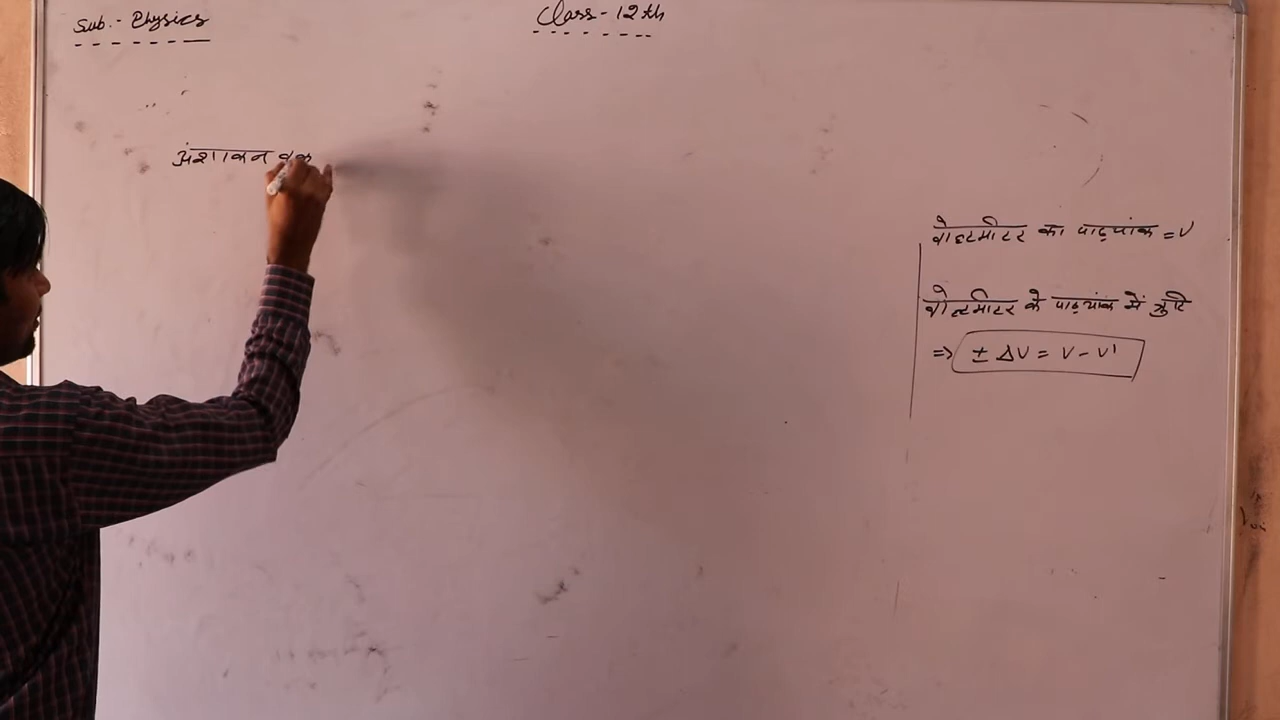 Sub.- Physics
Class - 12th
अंशाकन वक्र
वोल्टमीटर का पाठ्यांक = V
वोल्टमीटर के पाठ्यांक में त्रुटि
=> ± ΔV = V - V'